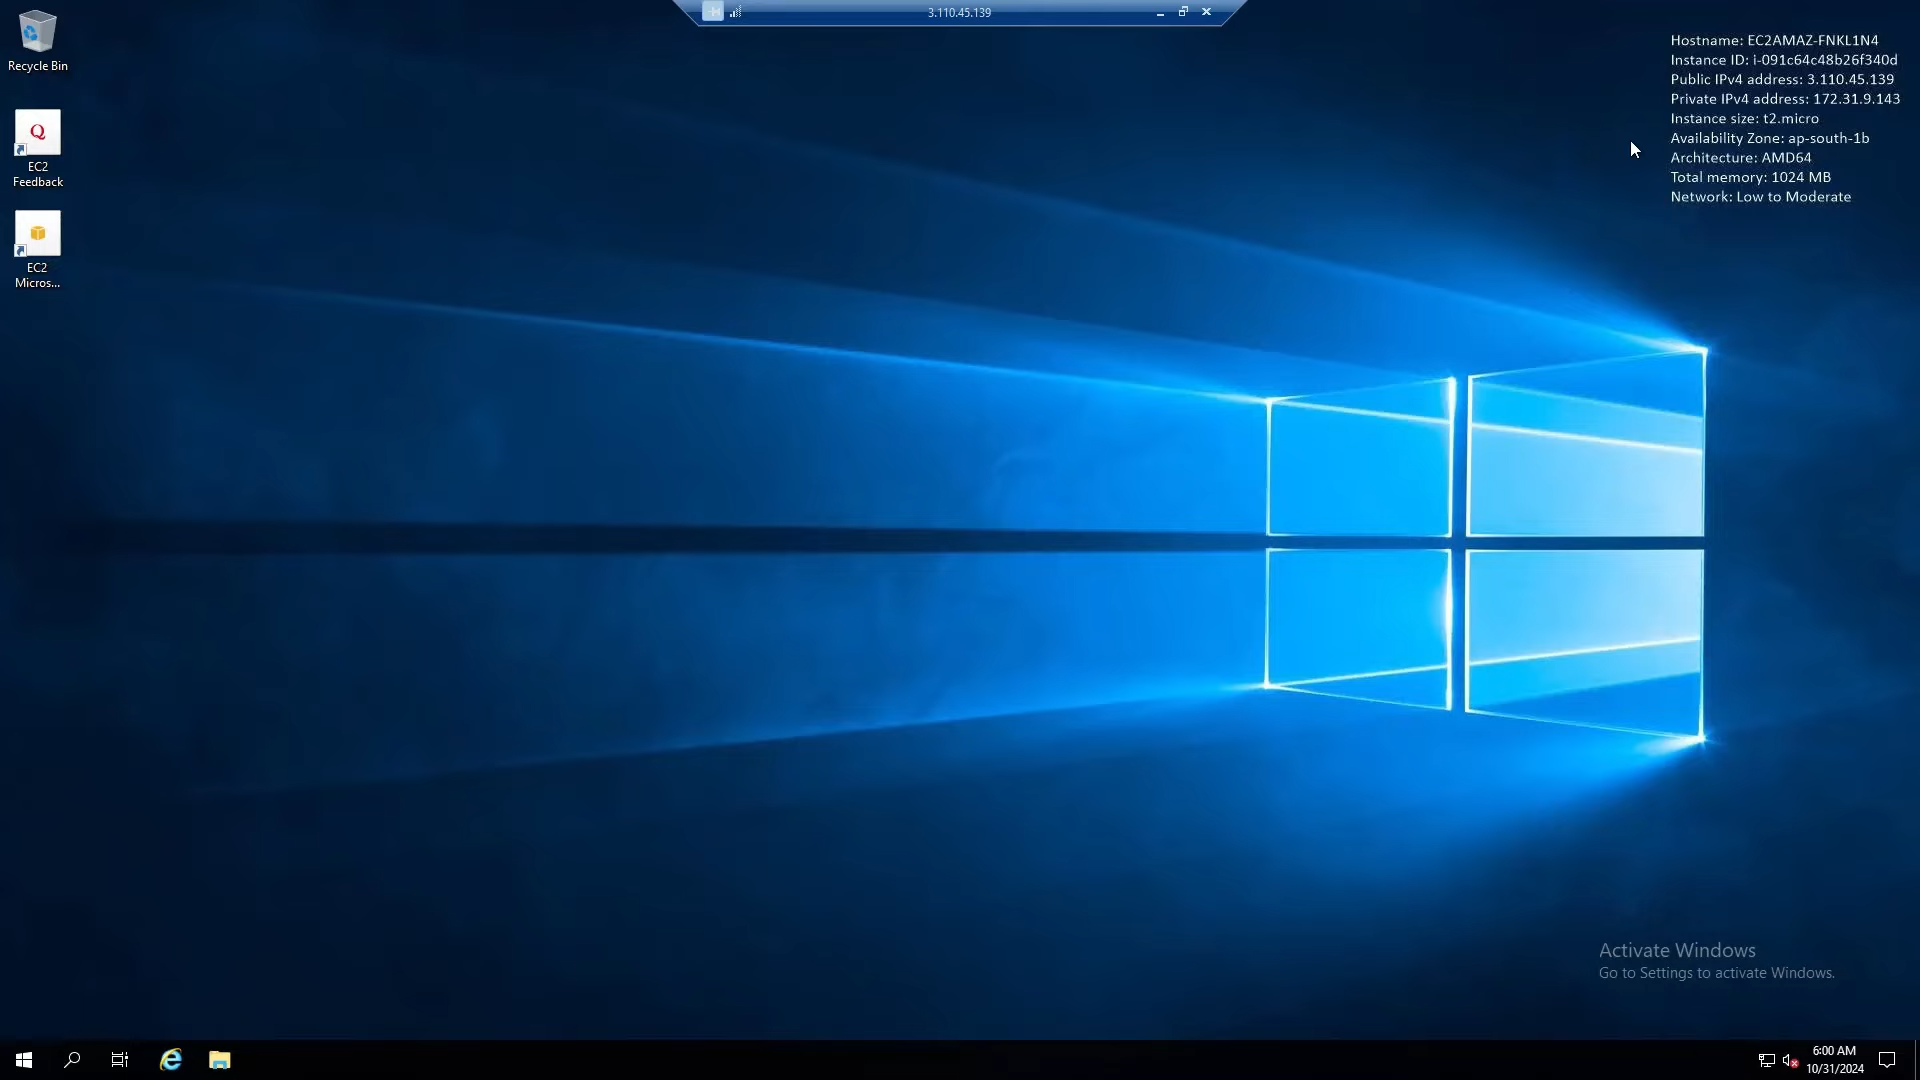 3.110.45.139
Recycle Bin
Q
EC2
Feedback
EC2
Micros...
Hostname: EC2AMAZ-FNKL1N4
Instance ID: i-091c64c48b26f340d
Public IPv4 address: 3.110.45.139
Private IPv4 address: 172.31.9.143
Instance size: t2.micro
Availability Zone: ap-south-1b
Architecture: AMD64
Total memory: 1024 MB
Network: Low to Moderate
Activate Windows
Go to Settings to activate Windows.
6:00 AM
10/31/2024